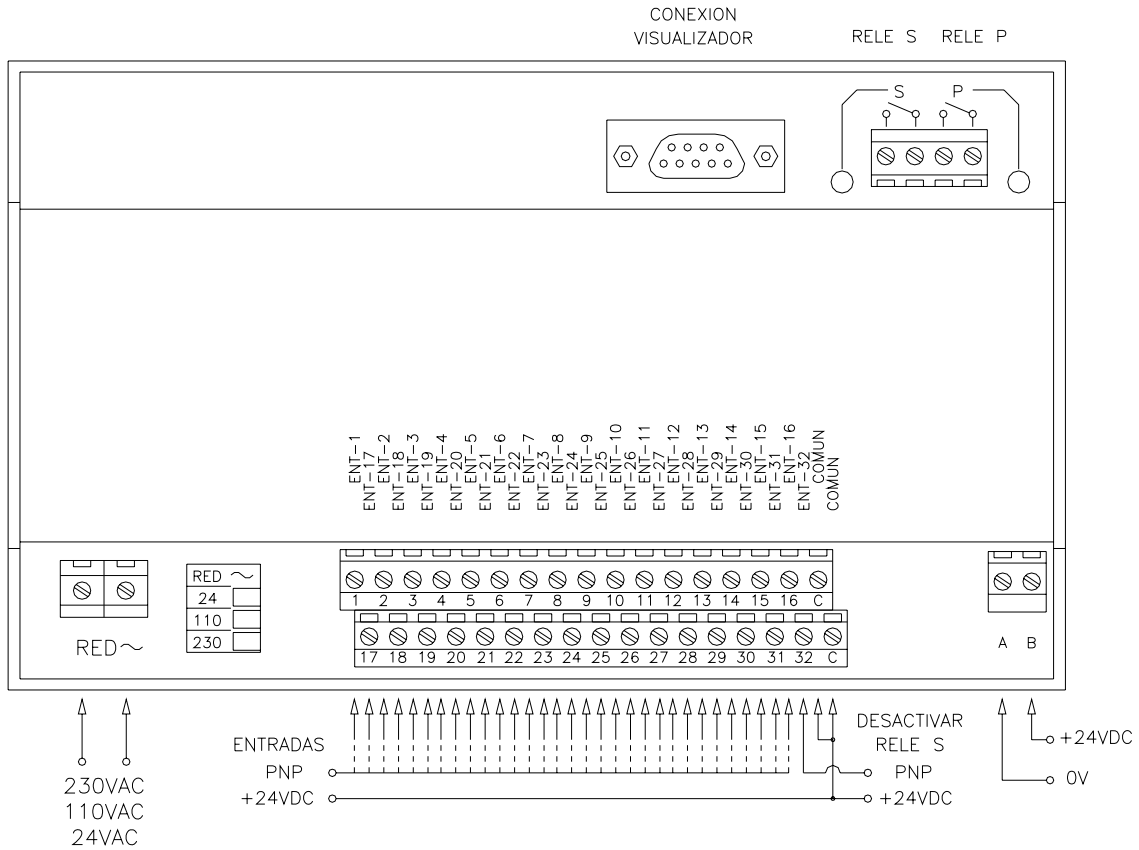 CONEXION
VISUALIZADOR
RELE S RELE P
S P
ENT-1
ENT-17
ENT-2
ENT-18
ENT-3
ENT-19
ENT-4
ENT-20
ENT-5
ENT-21
ENT-6
ENT-22
ENT-7
ENT-23
ENT-8
ENT-24
ENT-9
ENT-25
ENT-10
ENT-26
ENT-11
ENT-27
ENT-12
ENT-28
ENT-13
ENT-29
ENT-14
ENT-30
ENT-15
ENT-31
ENT-16
ENT-32
COMUN
COMUN
RED ~
24
110
230
RED ~
1 2 3 4 5 6 7 8 9 10 11 12 13 14 15 16 C
17 18 19 20 21 22 23 24 25 26 27 28 29 30 31 32 C
A B
230VAC
110VAC
24VAC
ENTRADAS
PNP
+24VDC
DESACTIVAR
RELE S
PNP
+24VDC
+24VDC
0V